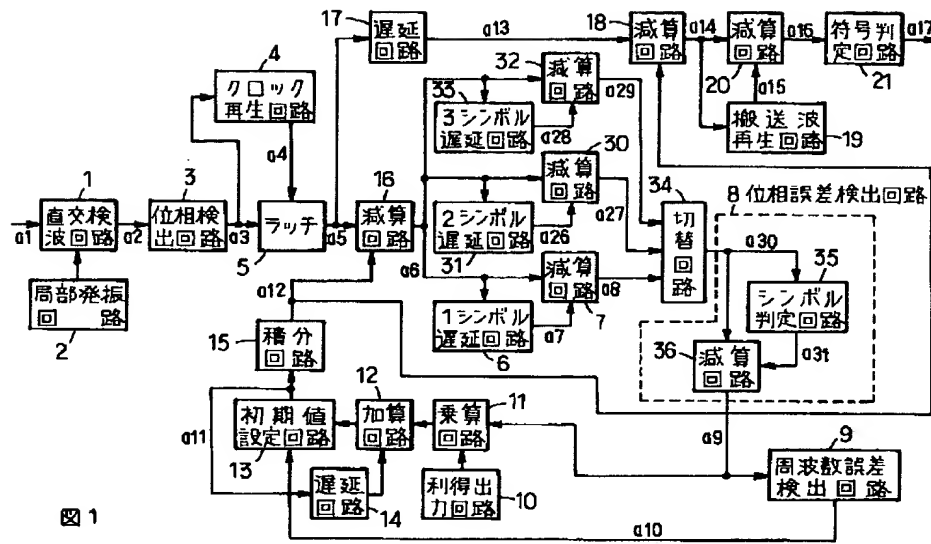 17
遅延
回路
a13
18
減算
回路
a14
減算
回路
20
a16
符号判
定回路
21
a17
a15
搬送波
再生回路
19
4
クロック
再生回路
a4
32
減算
回路
a29
33
3シンボル
遅延回路
a28
30
減算
回路
a27
2シンボル
遅延回路
31
a26
34
切替回路
8位相誤差検出回路
a30
35
シンボル
判定回路
a31
36
減算
回路
1
直交検
波回路
a1
a2
3
位相検
出回路
a3
ラッチ
5
a5
16
減算
回路
a6
減算
回路
7
a8
1シンボル
遅延回路
6
a7
局部発振
回路
2
a12
15
積分
回路
a11
初期値
設定回路
13
12
加算
回路
11
乗算
回路
a9
9
周波数誤差
検出回路
遅延
回路
14
利得出
力回路
10
a10
図1